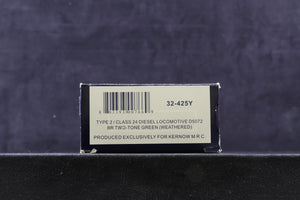 32-425Y
TYPE 2 / CLASS 24 DIESEL LOCOMOTIVE D5072
BR TWO-TONE GREEN (WEATHERED)
PRODUCED EXCLUSIVELY FOR KERNOW M R C